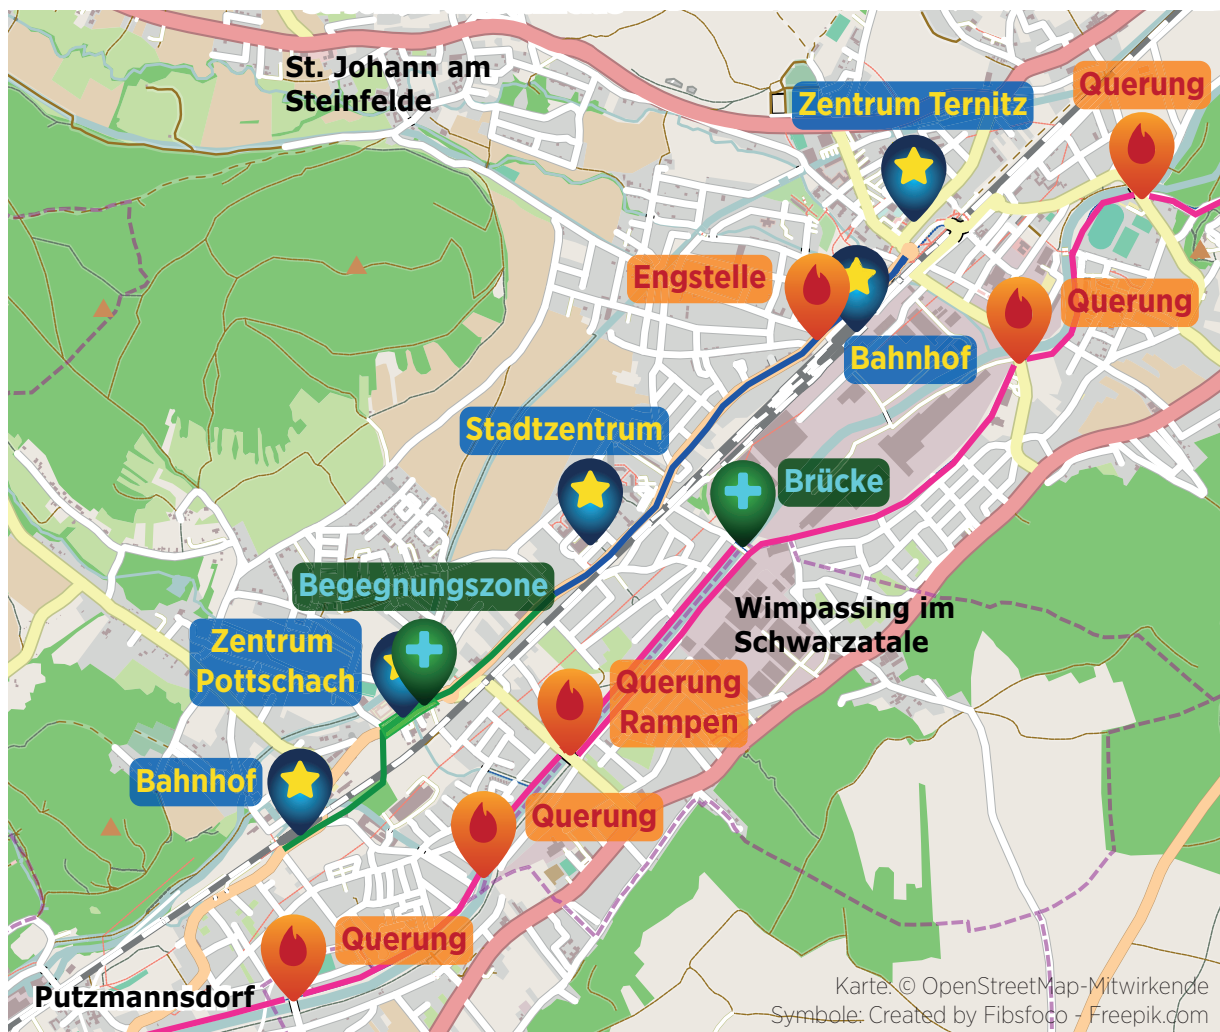 St. Johann am
Steinfelde
Querung
Zentrum Ternitz
Engstelle
Querung
Bahnhof
Stadtzentrum
Brücke
Begegnungszone
Wimpassing im
Schwarzatale
Zentrum
Pottschach
Querung
Rampen
Bahnhof
Querung
Querung
Putzmannsdorf
Karte: © OpenStreetMap-Mitwirkende
Symbole: Created by Fibsfoco - Freepik.com